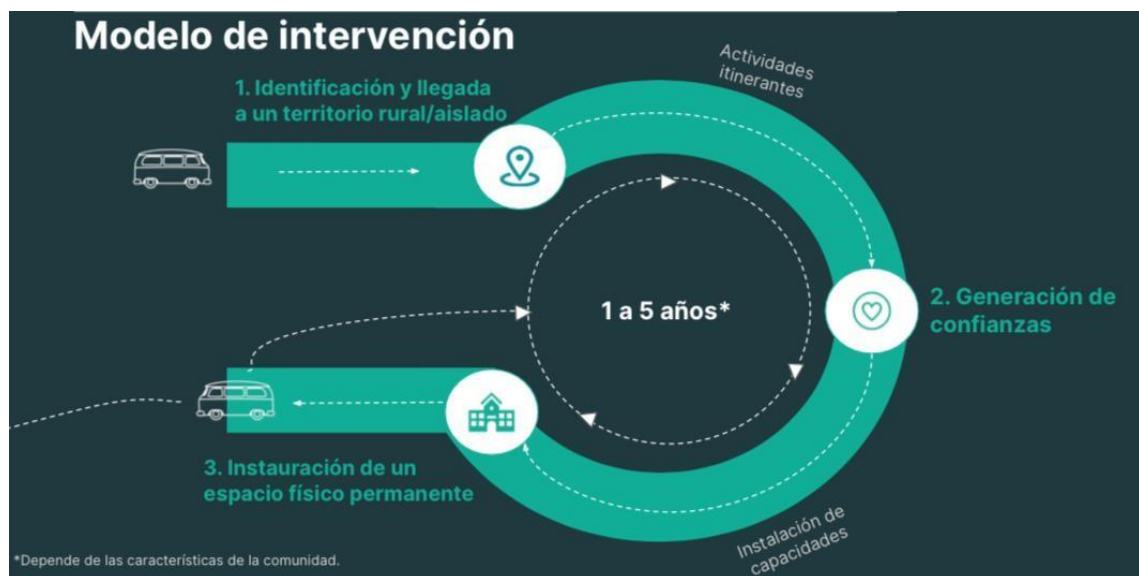 Modelo de intervención
1. Identificación y llegada
a un territorio rural/aislado
Actividades
itinerantes
1 a 5 años*
2. Generación de
confianzas
3. Instauración de un
espacio físico permanente
Instalación de
capacidades
*Depende de las características de la comunidad.